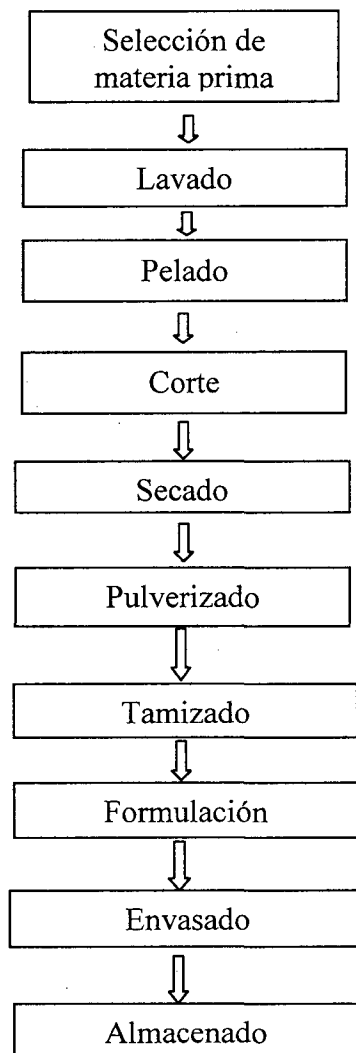 Selección de
materia prima
Lavado
Pelado
Corte
Secado
Pulverizado
Tamizado
Formulación
Envasado
Almacenado